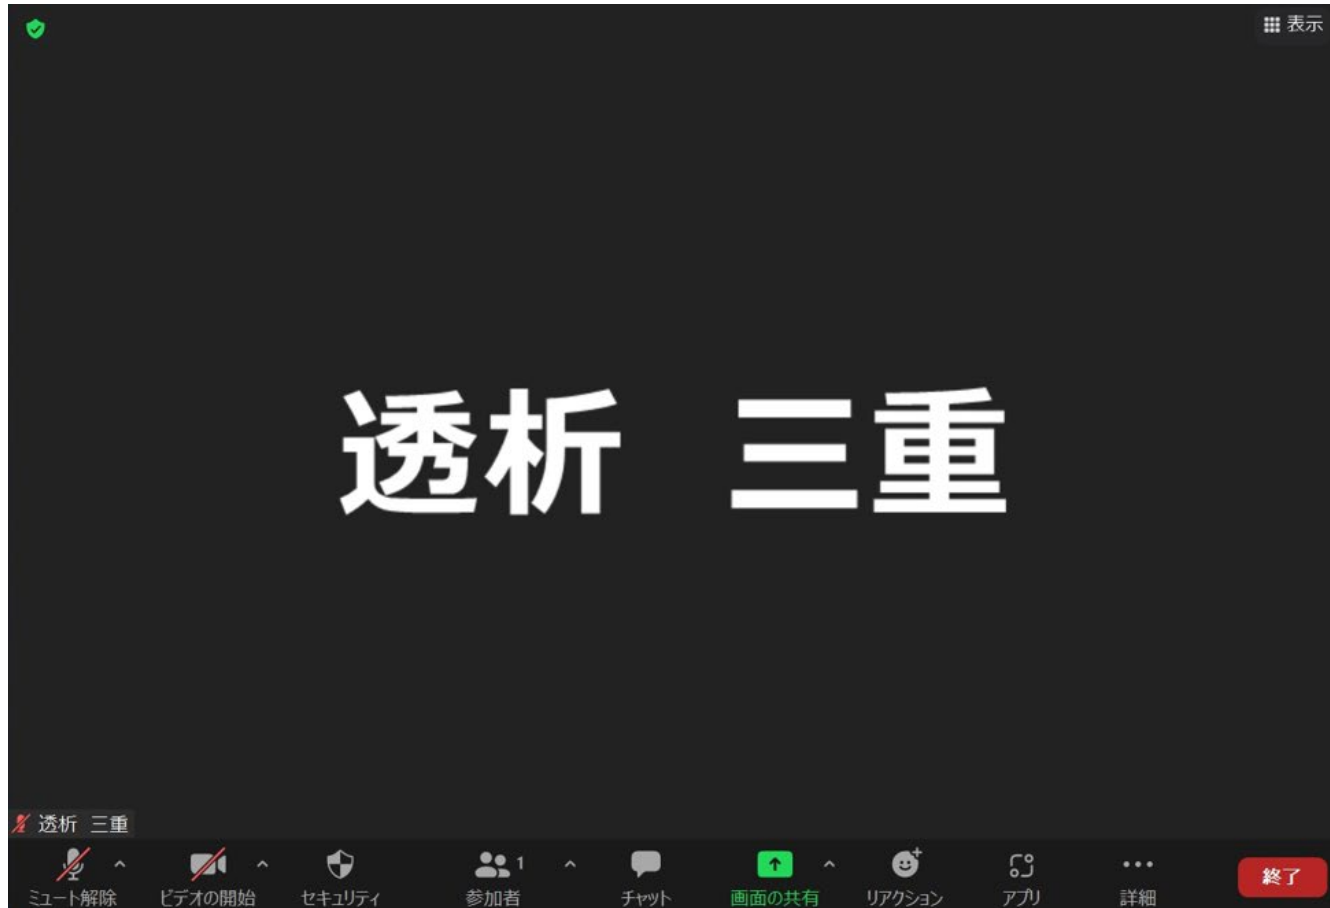 表示
透析 三重
透析 三重
ミュート解除 ビデオの開始 セキュリティ 参加者 1 チャット 画面の共有 リアクション アプリ 詳細 終了